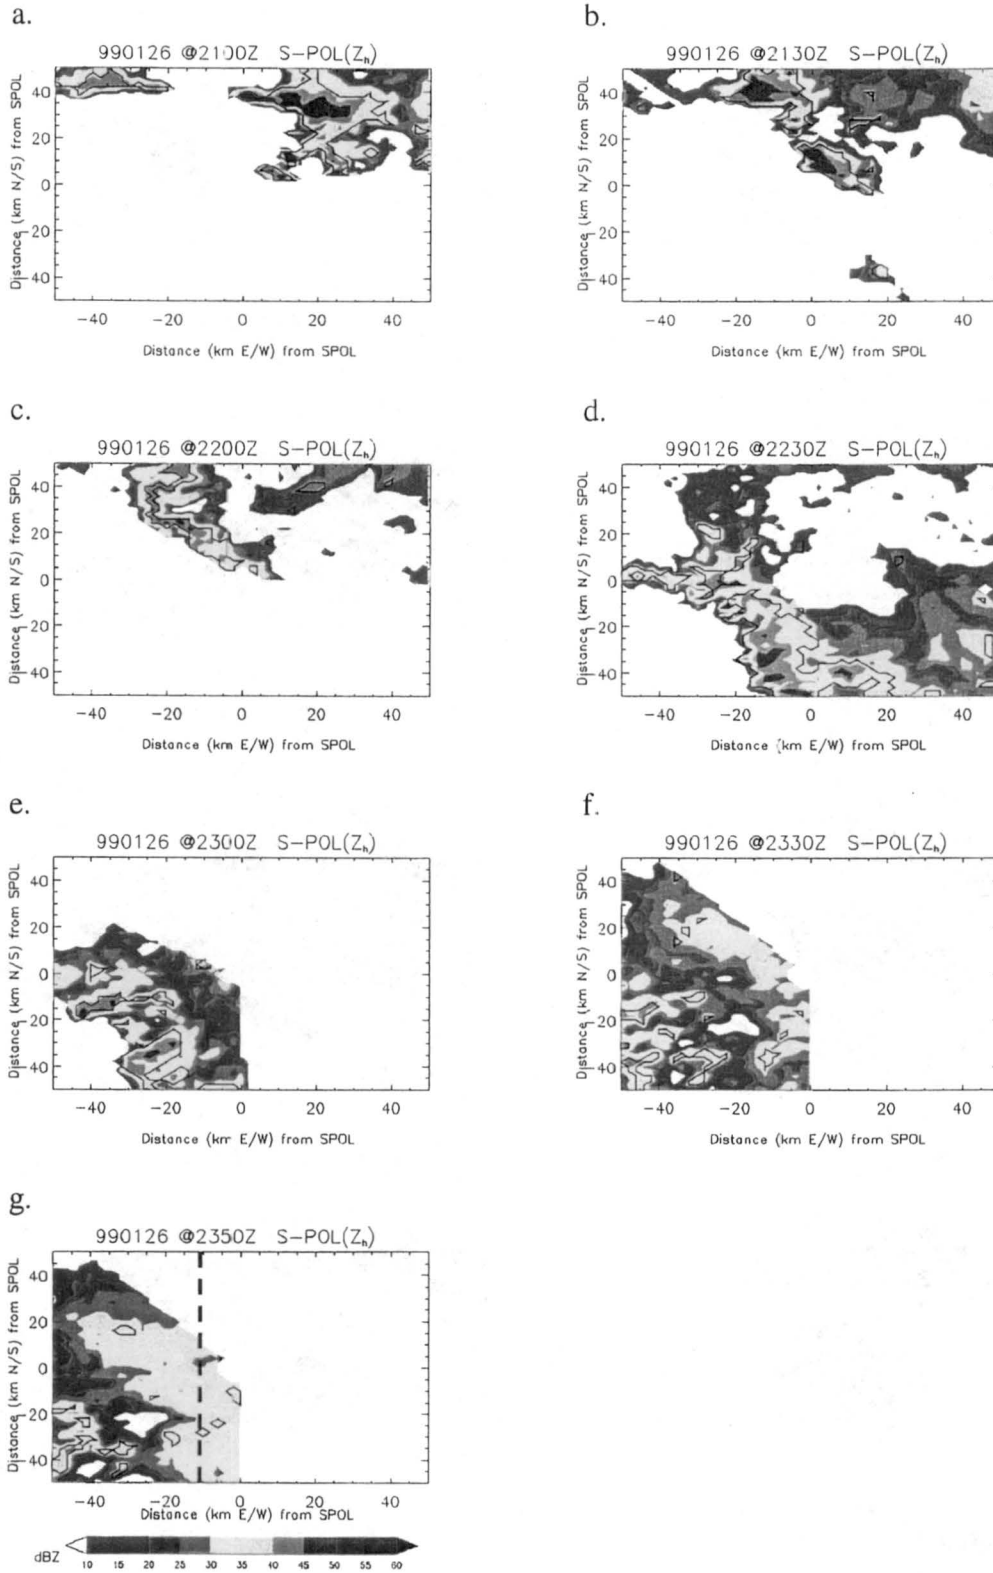 a.
990126 @2100Z S-POL(Zh)
Distance (km N/S) from SPOL
40
20
0
-20
-40
-40 -20 0 20 40
Distance (km E/W) from SPOL
b.
990126 @2130Z S-POL(Zh)
Distance (km N/S) from SPOL
40
20
0
-20
-40
-40 -20 0 20 40
Distance (km E/W) from SPOL
c.
990126 @2200Z S-POL(Zh)
Distance (km N/S) from SPOL
40
20
0
-20
-40
-40 -20 0 20 40
Distance (km E/W) from SPOL
d.
990126 @2230Z S-POL(Zh)
Distance (km N/S) from SPOL
40
20
0
-20
-40
-40 -20 0 20 40
Distance (km E/W) from SPOL
e.
990126 @2300Z S-POL(Zh)
Distance (km N/S) from SPOL
40
20
0
-20
-40
-40 -20 0 20 40
Distance (km E/W) from SPOL
f.
990126 @2330Z S-POL(Zh)
Distance (km N/S) from SPOL
40
20
0
-20
-40
-40 -20 0 20 40
Distance (km E/W) from SPOL
g.
990126 @2350Z S-POL(Zh)
Distance (km N/S) from SPOL
40
20
0
-20
-40
-40 -20 0 20 40
Distance (km E/W) from SPOL
dBZ
10 15 20 25 30 35 40 45 50 55 60